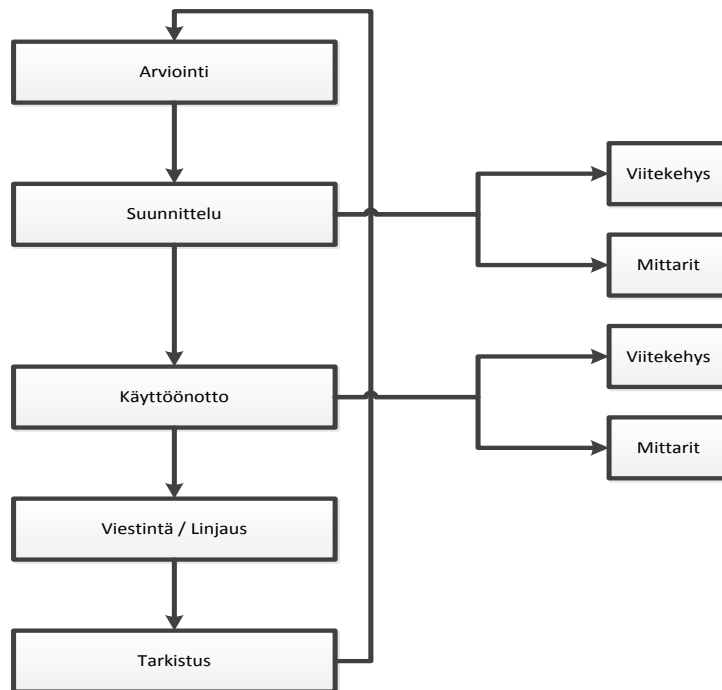 Arviointi
Viitekehys
Suunnittelu
Mittarit
Viitekehys
Käyttöönotto
Mittarit
Viestintä / Linjaus
Tarkistus